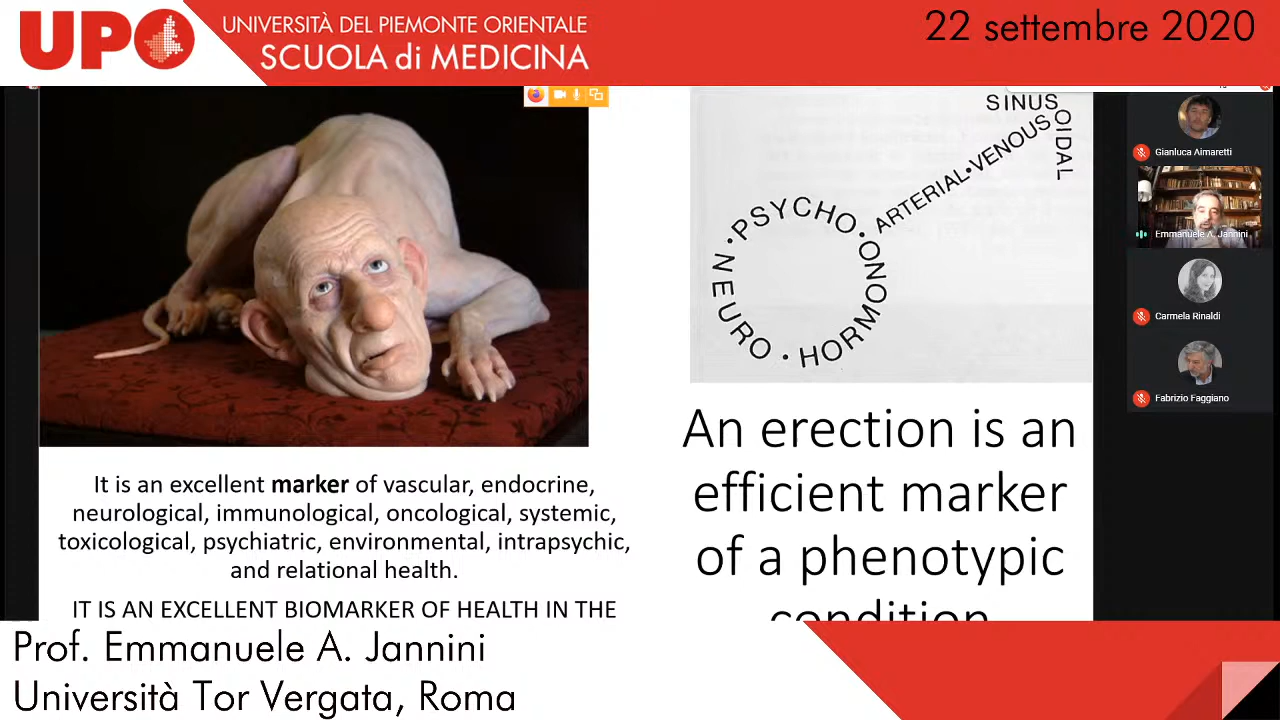 UPO
UNIVERSITÀ DEL PIEMONTE ORIENTALE
SCUOLA di MEDICINA
22 settembre 2020
SINUSOIDAL
ARTERIAL•VENOUS
•PSYCHO•
NEURO • HORMONO
It is an excellent marker of vascular, endocrine,
neurological, immunological, oncological, systemic,
toxicological, psychiatric, environmental, intrapsychic,
and relational health.
IT IS AN EXCELLENT BIOMARKER OF HEALTH IN THE
An erection is an
efficient marker
of a phenotypic
condition
Gianluca Aimaretti
Emmanuele A. Jannini
Carmela Rinaldi
Fabrizio Faggiano
Prof. Emmanuele A. Jannini
Università Tor Vergata, Roma